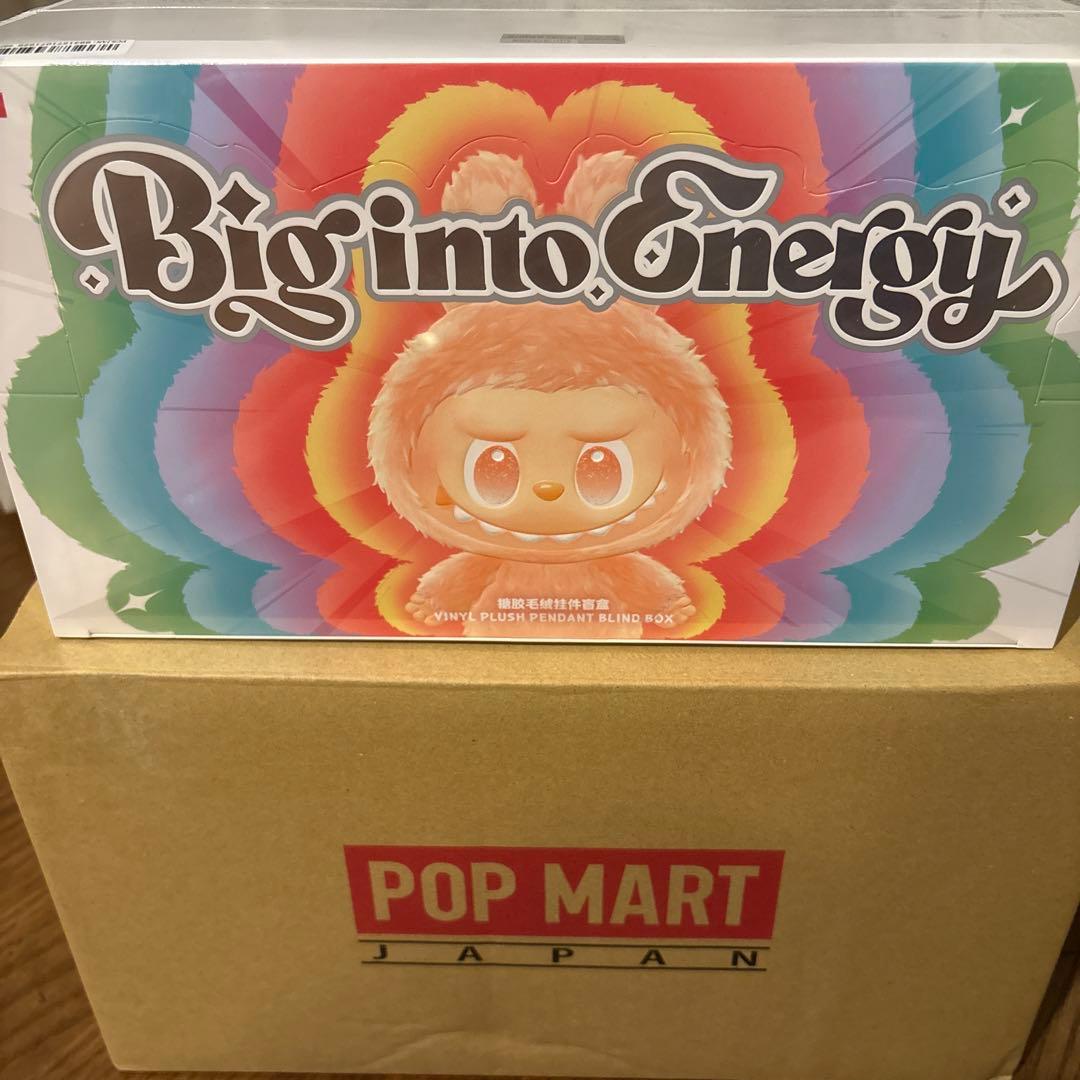 Big into Energy
搪胶毛绒挂件盲盒
VINYL PLUSH PENDANT BLIND BOX
POP MART
JAPAN